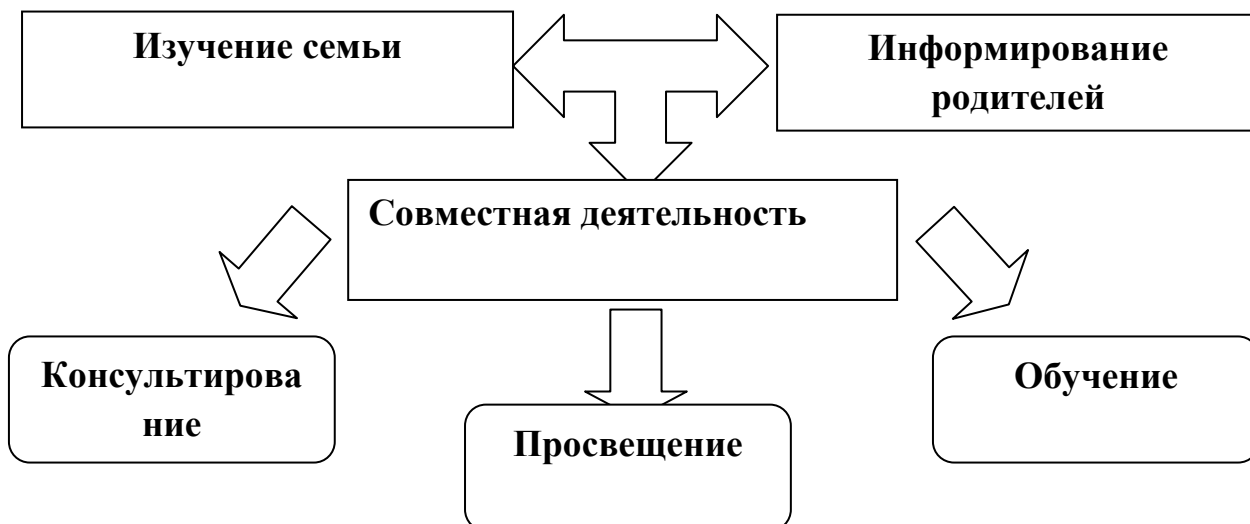 Изучение семьи
Информирование
родителей
Совместная деятельность
Консультирова
ние
Просвещение
Обучение